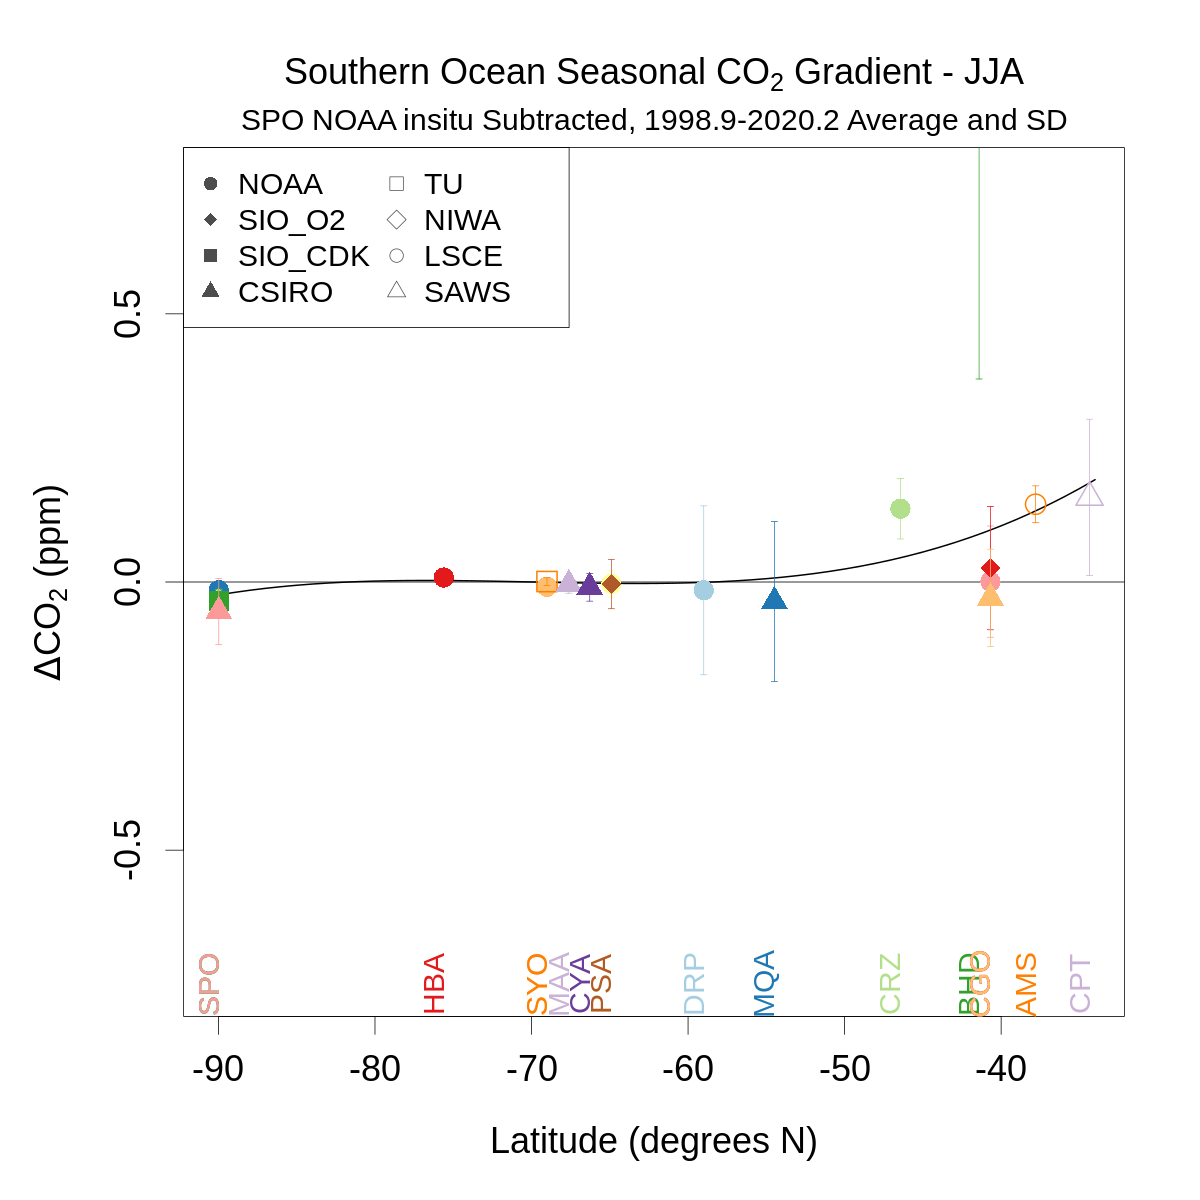 Southern Ocean Seasonal CO2 Gradient - JJA
SPO NOAA insitu Subtracted, 1998.9-2020.2 Average and SD
NOAA TU
SIO_O2 NIWA
SIO_CDK LSCE
CSIRO SAWS
0.5
0.0
-0.5
ΔCO2 (ppm)
SPO HBA SYO MAA CYA PSA DRP MQA CRZ BHD CGO AMS CPT
-90 -80 -70 -60 -50 -40
Latitude (degrees N)